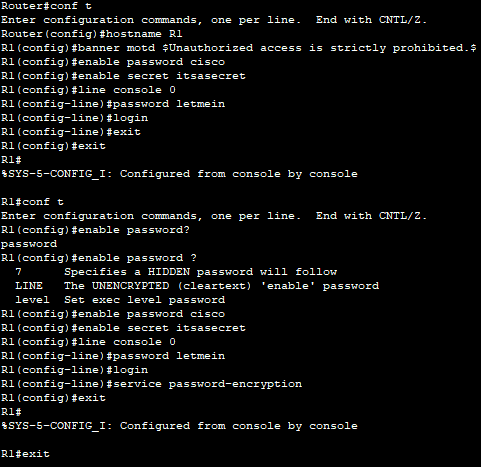 Router#conf t
Enter configuration commands, one per line.  End with CNTL/Z.
Router(config)#hostname R1
R1(config)#banner motd $Unauthorized access is strictly prohibited.$
R1(config)#enable password cisco
R1(config)#enable secret itsasecret
R1(config)#line console 0
R1(config-line)#password letmein
R1(config-line)#login
R1(config-line)#exit
R1(config)#exit
R1#
%SYS-5-CONFIG_I: Configured from console by console
R1#conf t
Enter configuration commands, one per line.  End with CNTL/Z.
R1(config)#enable password?
password
R1(config)#enable password ?
  7      Specifies a HIDDEN password will follow
  LINE   The UNENCRYPTED (cleartext) 'enable' password
  level  Set exec level password
R1(config)#enable password cisco
R1(config)#enable secret itsasecret
R1(config)#line console 0
R1(config-line)#password letmein
R1(config-line)#login
R1(config-line)#service password-encryption
R1(config)#exit
R1#
%SYS-5-CONFIG_I: Configured from console by console
R1#exit